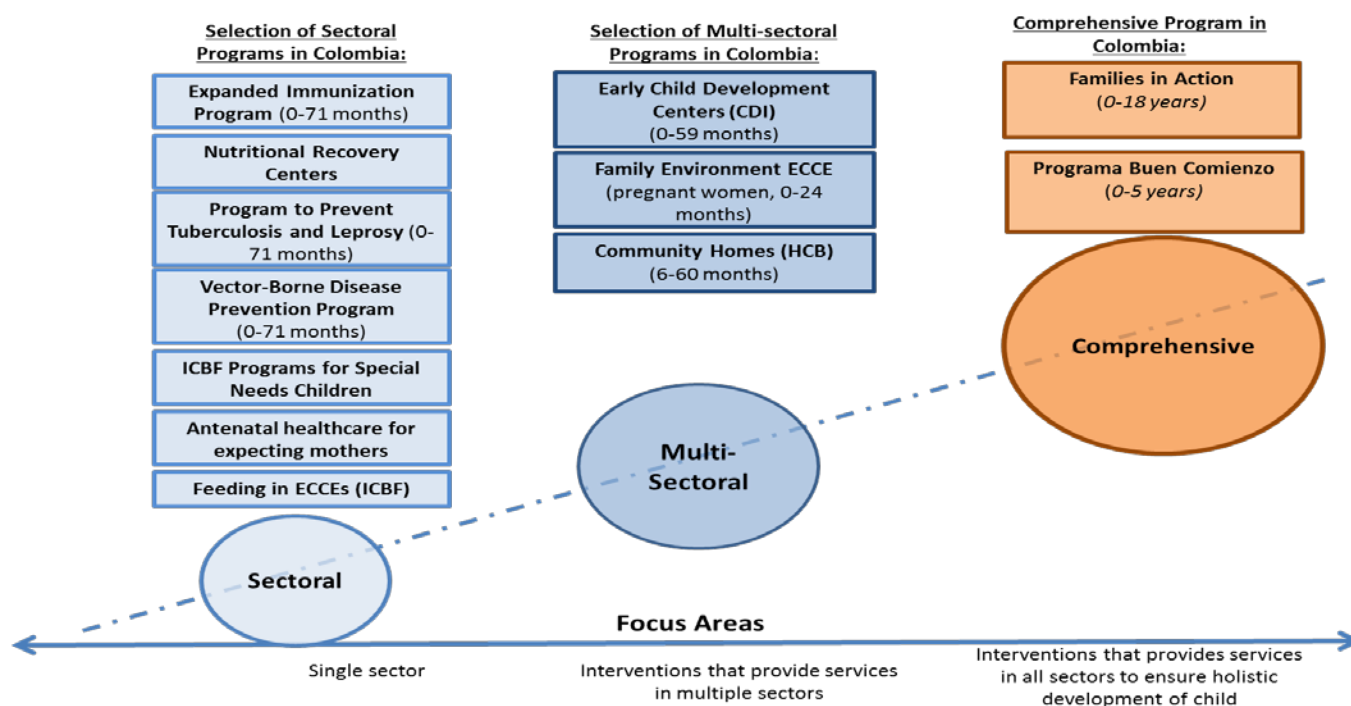 Selection of Sectoral
Programs in Colombia:
Expanded Immunization
Program (0-71 months)
Nutritional Recovery
Centers
Program to Prevent
Tuberculosis and Leprosy (0-
71 months)
Vector-Borne Disease
Prevention Program
(0-71 months)
ICBF Programs for Special
Needs Children
Antenatal healthcare for
expecting mothers
Feeding in ECCEs (ICBF)
Sectoral
Selection of Multi-sectoral
Programs in Colombia:
Early Child Development
Centers (CDI)
(0-59 months)
Family Environment ECCE
(pregnant women, 0-24
months)
Community Homes (HCB)
(6-60 months)
Multi-
Sectoral
Comprehensive Program in
Colombia:
Families in Action
(0-18 years)
Programa Buen Comienzo
(0-5 years)
Comprehensive
Focus Areas
Single sector
Interventions that provide services
in multiple sectors
Interventions that provides services
in all sectors to ensure holistic
development of child